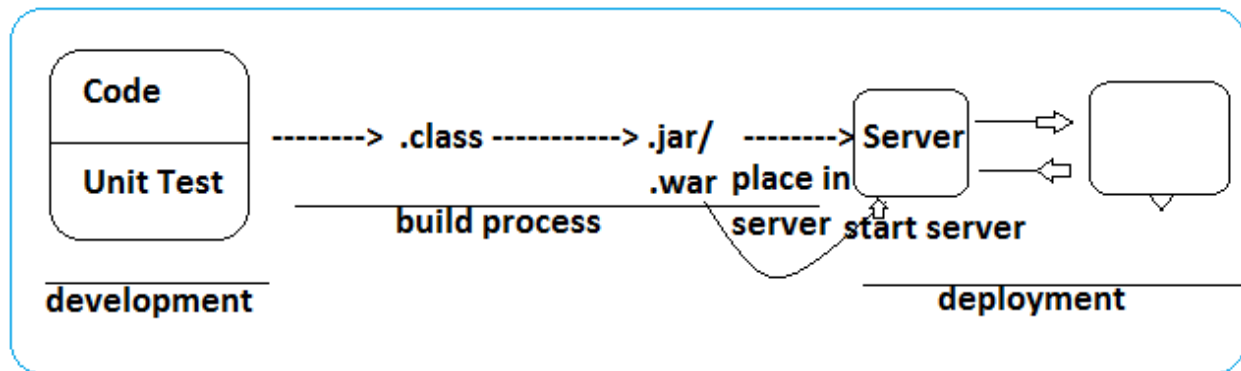 Code
Unit Test
--------> .class -----------> .jar/ --------> Server
.war place in
server start server
build process
development
deployment